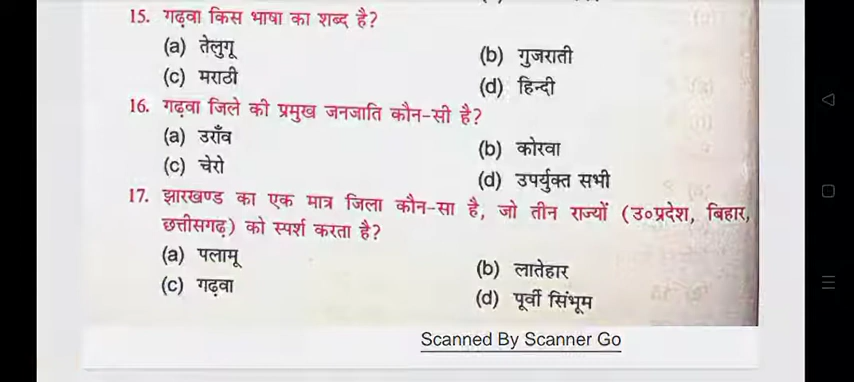 15. गढ़वा किस भाषा का शब्द है?
(a) तेलुगू
(b) गुजराती
(c) मराठी
(d) हिन्दी
16. गढ़वा जिले की प्रमुख जनजाति कौन-सी है?
(a) उराँव
(b) कोरवा
(c) चेरो
(d) उपर्युक्त सभी
17. झारखण्ड का एक मात्र जिला कौन-सा है, जो तीन राज्यों (उ०प्रदेश, बिहार,
छत्तीसगढ़) को स्पर्श करता है?
(a) पलामू
(b) लातेहार
(c) गढ़वा
(d) पूर्वी सिंभूम
Scanned By Scanner Go